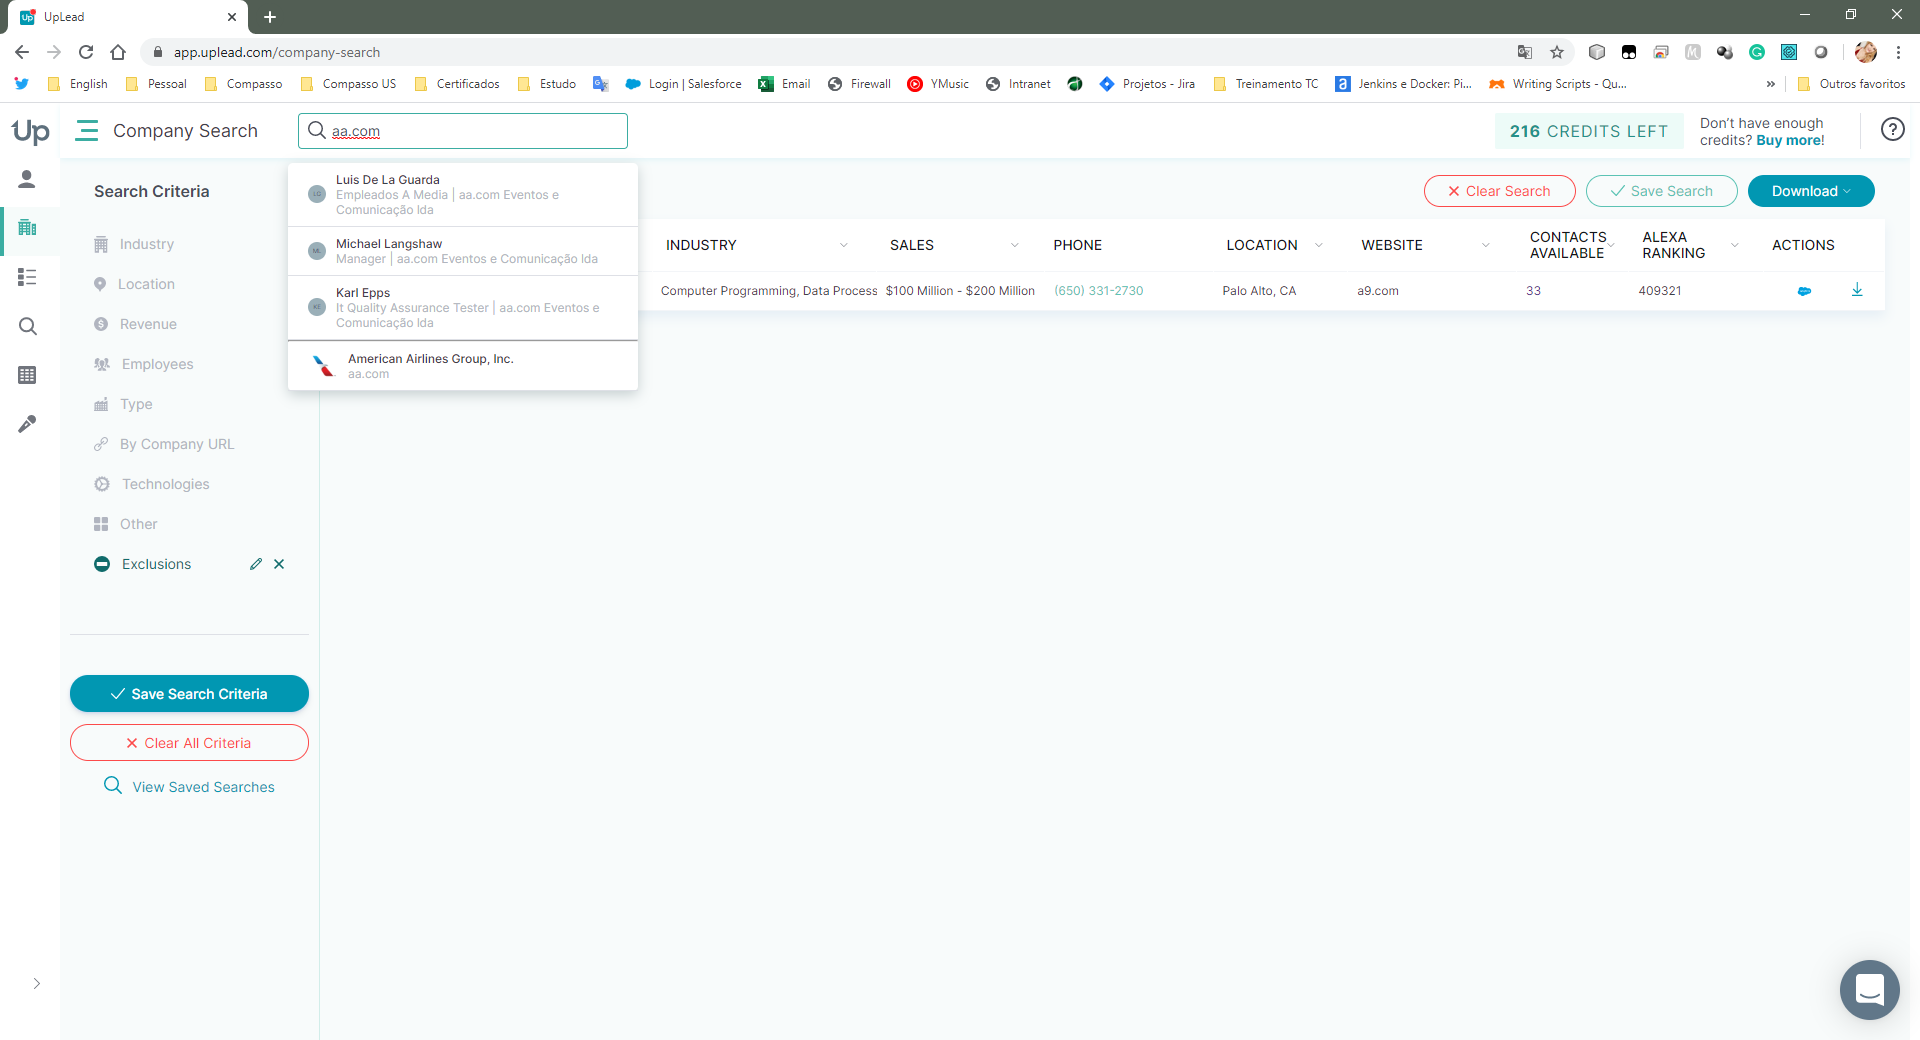 UpLead
app.uplead.com/company-search
English
Pessoal
Compasso
Compasso US
Certificados
Estudo
Login | Salesforce
Email
Firewall
YMusic
Intranet
Projetos - Jira
Treinamento TC
Jenkins e Docker: Pi...
Writing Scripts - Qu...
»
Outros favoritos
Up
Company Search
aa.com
216 CREDITS LEFT
Don't have enough
credits? Buy more!
Search Criteria
Industry
Location
Revenue
Employees
Type
By Company URL
Technologies
Other
Exclusions
Save Search Criteria
Clear All Criteria
View Saved Searches
Luis De La Guarda
Empleados A Media | aa.com Eventos e
Comunicação lda
Michael Langshaw
Manager | aa.com Eventos e Comunicação lda
Karl Epps
It Quality Assurance Tester | aa.com Eventos e
Comunicação lda
American Airlines Group, Inc.
aa.com
Clear Search
Save Search
Download
INDUSTRY
SALES
PHONE
LOCATION
WEBSITE
CONTACTS
AVAILABLE
ALEXA
RANKING
ACTIONS
Computer Programming, Data Process
$100 Million - $200 Million
(650) 331-2730
Palo Alto, CA
a9.com
33
409321